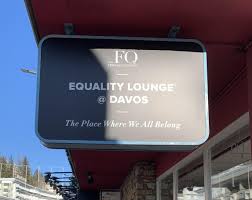 FQ
EQUALITY LOUNGE®
@ DAVOS
The Place Where We All Belong